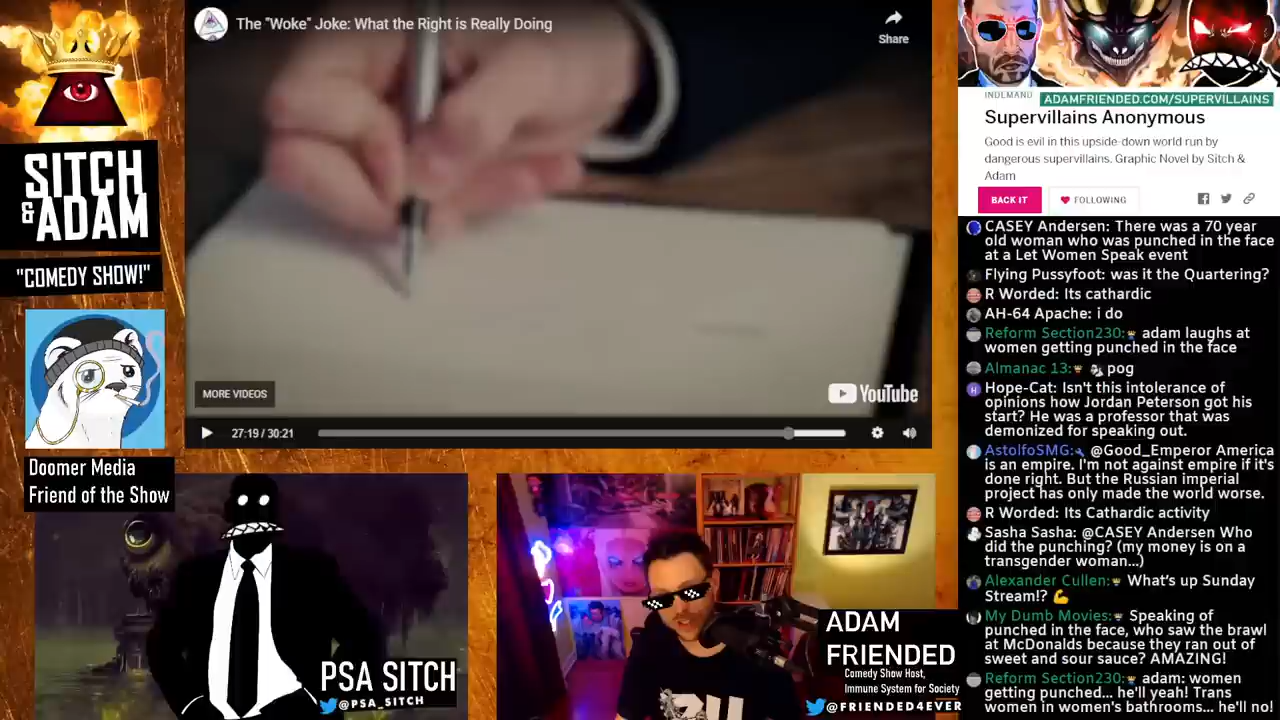 The "Woke" Joke: What the Right is Really Doing
Share
MORE VIDEOS
YouTube
27:19 / 30:21
SITCH
& ADAM
"COMEDY SHOW!"
Doomer Media
Friend of the Show
PSA SITCH
@PSA_SITCH
ADAM
FRIENDED
Comedy Show Host,
Immune System for Society
@FRIENDED4EVER
INDEMAND
ADAMFRIENDED.COM/SUPERVILLAINS
Supervillains Anonymous
Good is evil in this upside-down world run by
dangerous supervillains. Graphic Novel by Sitch &
Adam
BACK IT
FOLLOWING
CASEY Andersen: There was a 70 year
old woman who was punched in the face
at a Let Women Speak event
Flying Pussyfoot: was it the Quartering?
R Worded: Its cathardic
AH-64 Apache: i do
Reform Section230: adam laughs at
women getting punched in the face
Almanac 13: pog
Hope-Cat: Isn't this intolerance of
opinions how Jordan Peterson got his
start? He was a professor that was
demonized for speaking out.
AstolfoSMG: @Good_Emperor America
is an empire. I'm not against empire if it's
done right. But the Russian imperial
project has only made the world worse.
R Worded: Its Cathardic activity
Sasha Sasha: @CASEY Andersen Who
did the punching? (my money is on a
transgender woman...)
Alexander Cullen: What's up Sunday
Stream!?
My Dumb Movies: Speaking of
punched in the face, who saw the brawl
at McDonalds because they ran out of
sweet and sour sauce? AMAZING!
Reform Section230: adam: women
getting punched... he'll yeah! Trans
women in women's bathrooms... he'll no!